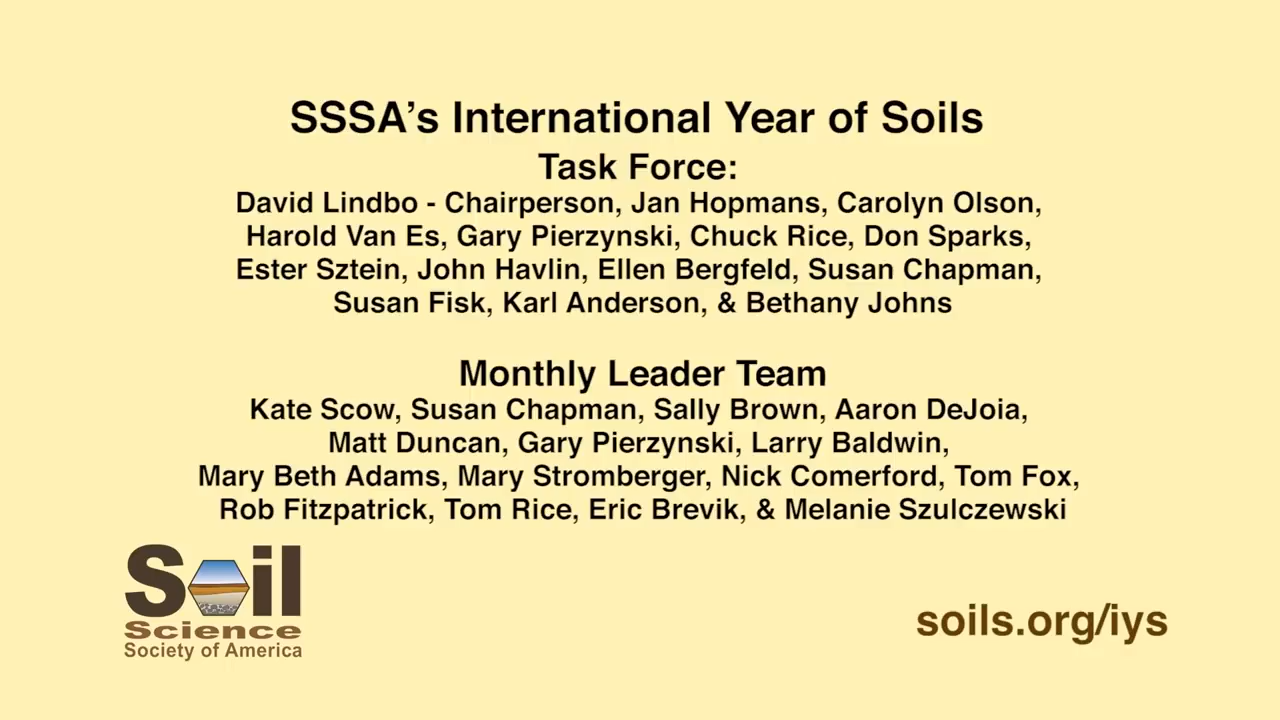 SSSA’s International Year of Soils
Task Force:
David Lindbo - Chairperson, Jan Hopmans, Carolyn Olson,
Harold Van Es, Gary Pierzynski, Chuck Rice, Don Sparks,
Ester Sztein, John Havlin, Ellen Bergfeld, Susan Chapman,
Susan Fisk, Karl Anderson, & Bethany Johns
Monthly Leader Team
Kate Scow, Susan Chapman, Sally Brown, Aaron DeJoia,
Matt Duncan, Gary Pierzynski, Larry Baldwin,
Mary Beth Adams, Mary Stromberger, Nick Comerford, Tom Fox,
Rob Fitzpatrick, Tom Rice, Eric Brevik, & Melanie Szulczewski
Soil
Science
Society of America
soils.org/iys